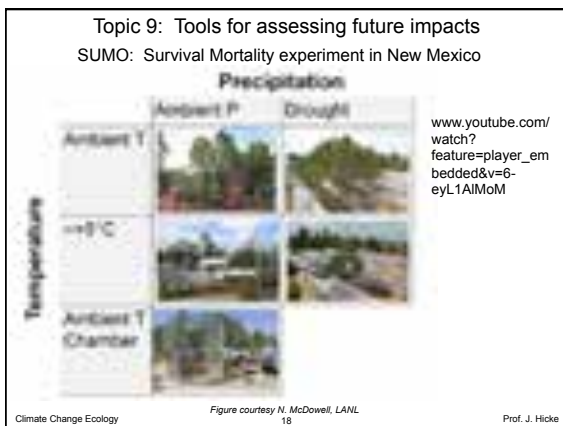 Topic 9: Tools for assessing future impacts
SUMO: Survival Mortality experiment in New Mexico
Precipitation
Ambient P Drought
www.youtube.com/
watch?
feature=player_em
bedded&v=6-
eyL1AlMoM
Ambient T
Temperature
Ambient T
Chamber
Figure courtesy N. McDowell, LANL
Climate Change Ecology 18 Prof. J. Hicke